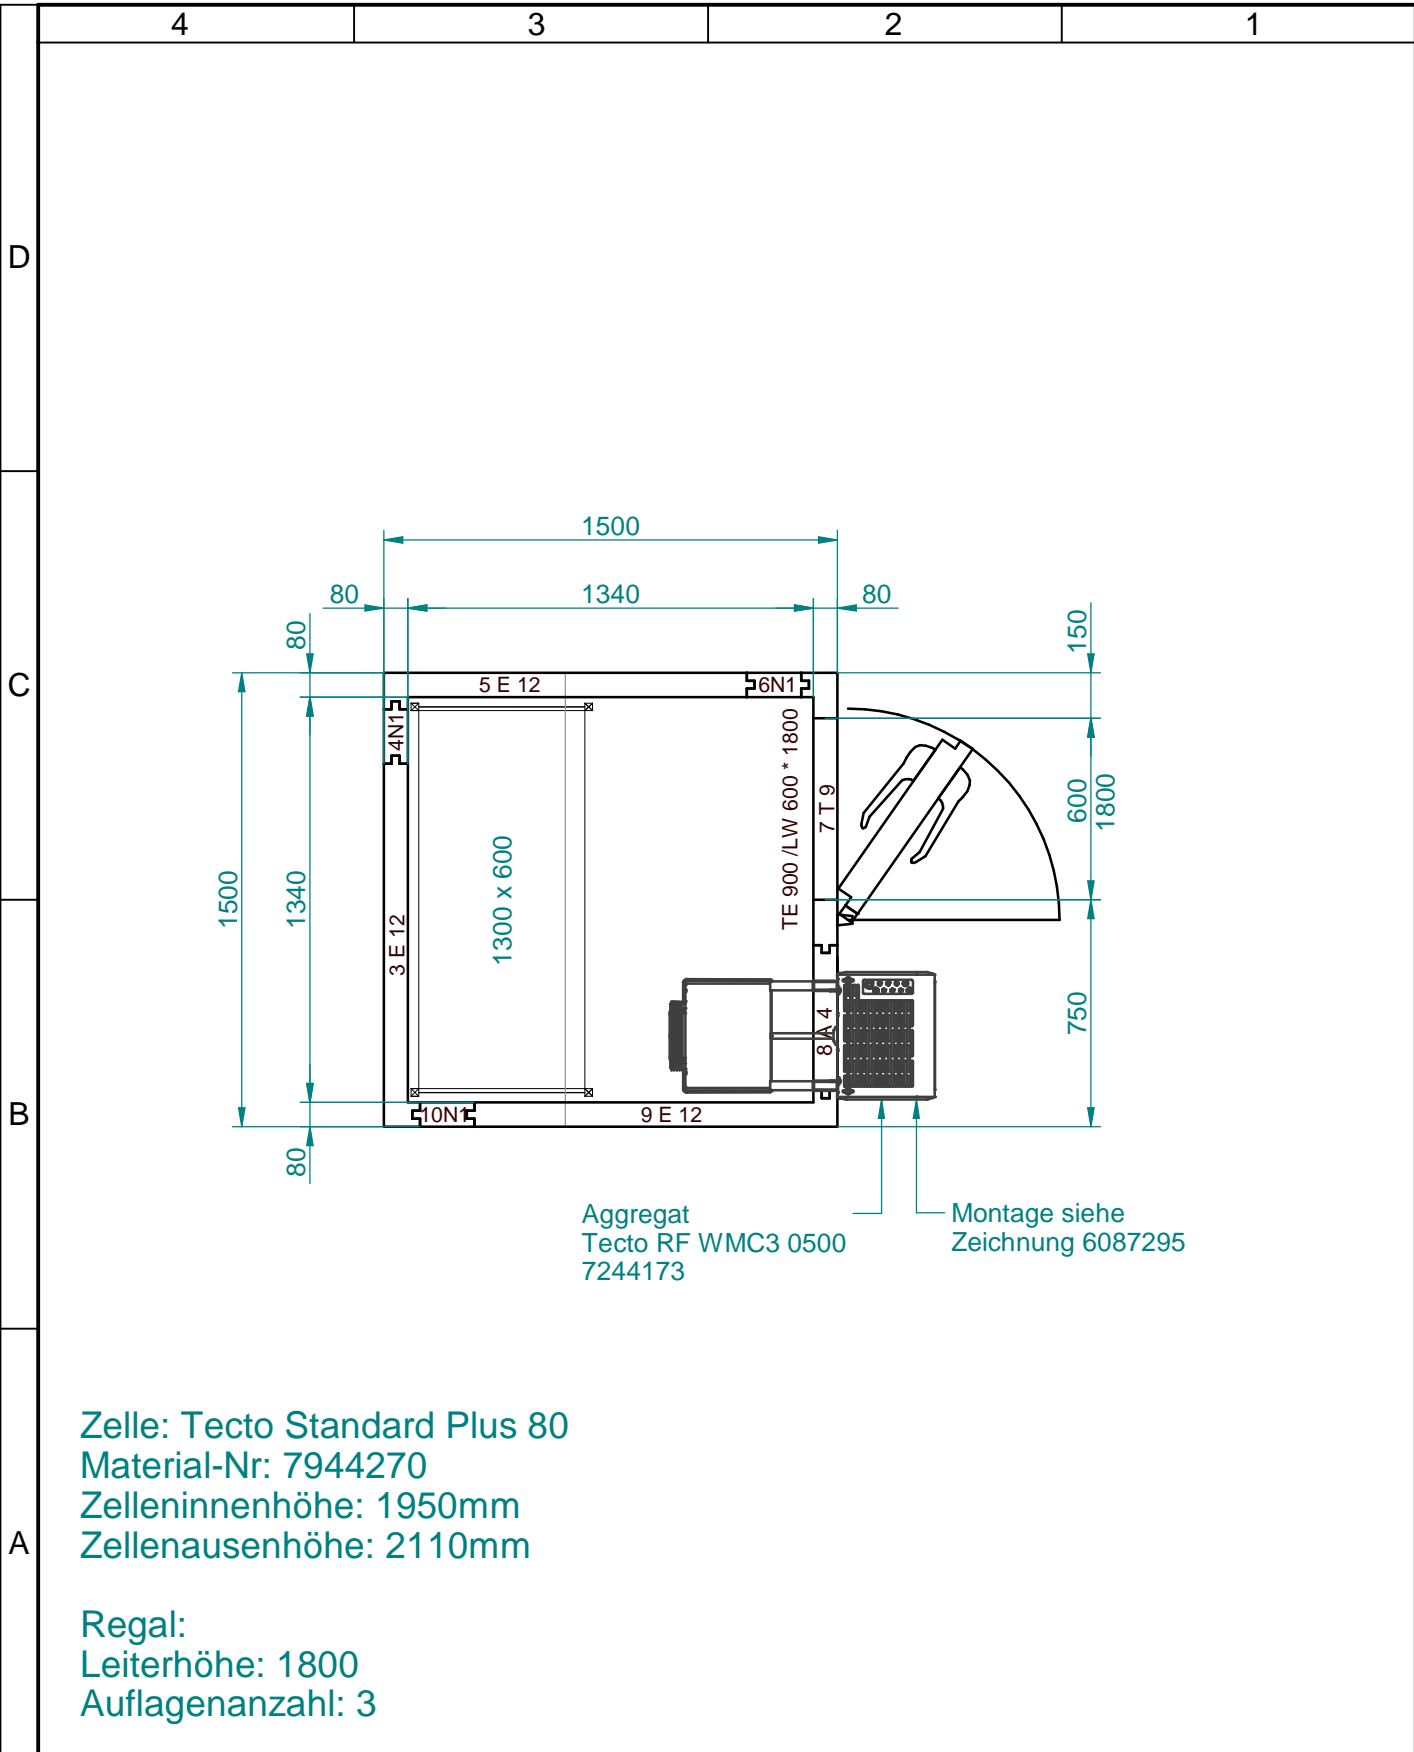 4 3 2 1
D
C
B
A
1500
80 1340 80
80
150
5 E 12
6N1
4N1
TE 900 /LW 600 * 1800
7 T 9
600
1800
1500
1340
1300 x 600
3 E 12
8 A 4
750
10N1
9 E 12
80
Aggregat
Tecto RF WMC3 0500
7244173
Montage siehe
Zeichnung 6087295
Zelle: Tecto Standard Plus 80
Material-Nr: 7944270
Zelleninnenhöhe: 1950mm
Zellenausenhöhe: 2110mm
Regal:
Leiterhöhe: 1800
Auflagenanzahl: 3